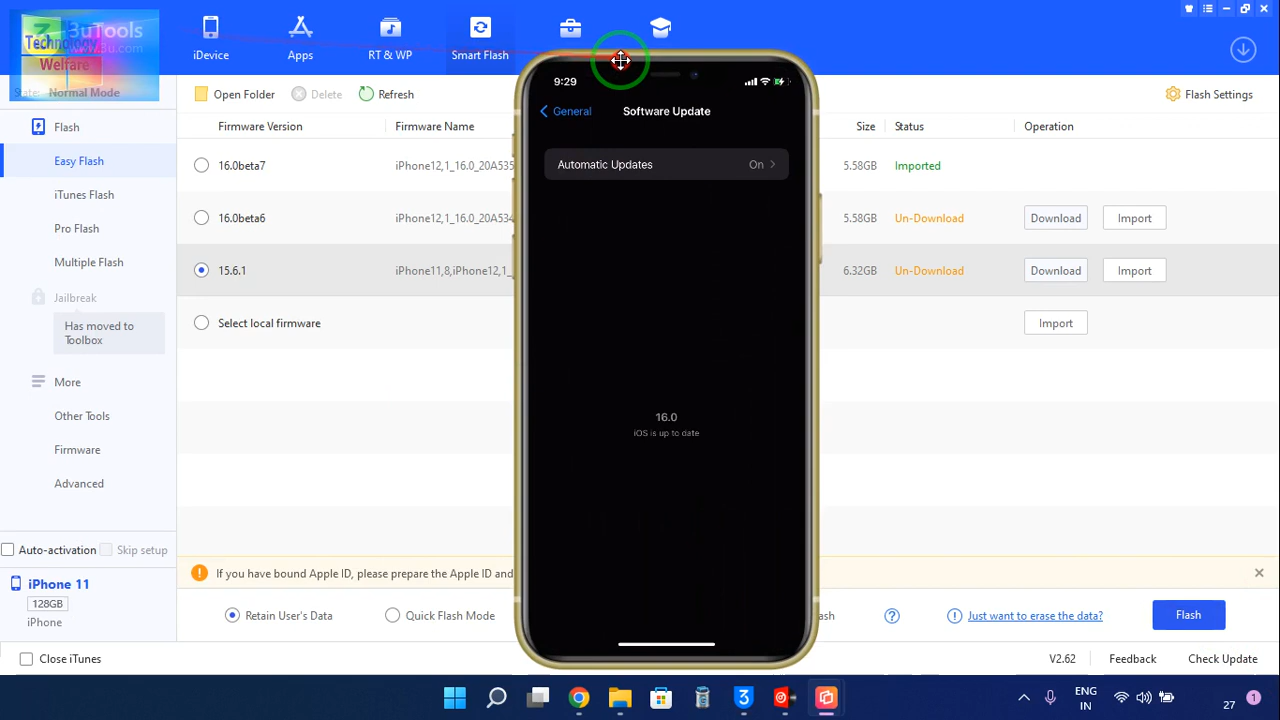 3uTools
www.3u.com
Technology
Welfare
iDevice
Apps
RT & WP
Smart Flash
Normal Mode
Open Folder
Delete
Refresh
Flash Settings
Flash
Easy Flash
iTunes Flash
Pro Flash
Multiple Flash
Jailbreak
Has moved to
Toolbox
More
Other Tools
Firmware
Advanced
Auto-activation
Skip setup
iPhone 11
128GB
iPhone
Close iTunes
Firmware Version
Firmware Name
Size
Status
Operation
16.0beta7
iPhone12,1_16.0_20A535
5.58GB
Imported
16.0beta6
iPhone12,1_16.0_20A534
5.58GB
Un-Download
Download
Import
15.6.1
iPhone11,8,iPhone12,1_
6.32GB
Un-Download
Download
Import
Select local firmware
Import
9:29
General
Software Update
Automatic Updates
On
16.0
iOS is up to date
If you have bound Apple ID, please prepare the Apple ID and
Retain User's Data
Quick Flash Mode
Just want to erase the data?
Flash
V2.62
Feedback
Check Update
ENG
IN
27
1